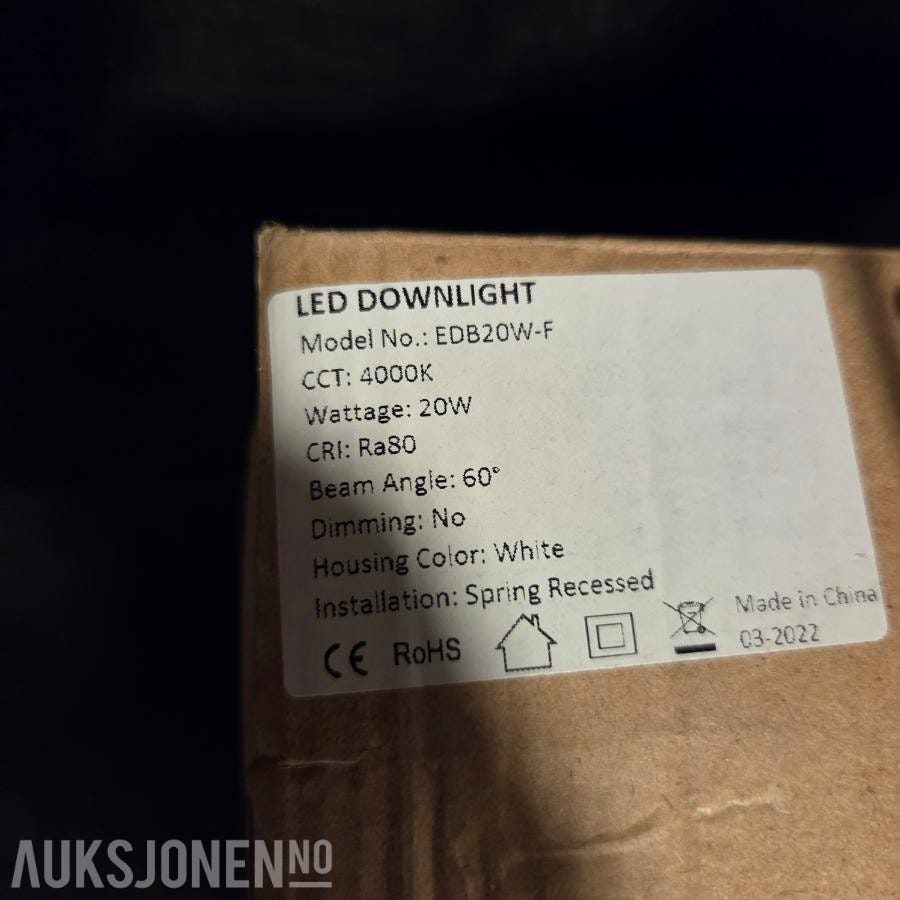 LED DOWNLIGHT
Model No.: EDB20W-F
CCT: 4000K
Wattage: 20W
CRI: Ra80
Beam Angle: 60°
Dimming: No
Housing Color: White
Installation: Spring Recessed
CE RoHS
Made in China
03-2022
AUKSJONEN NO